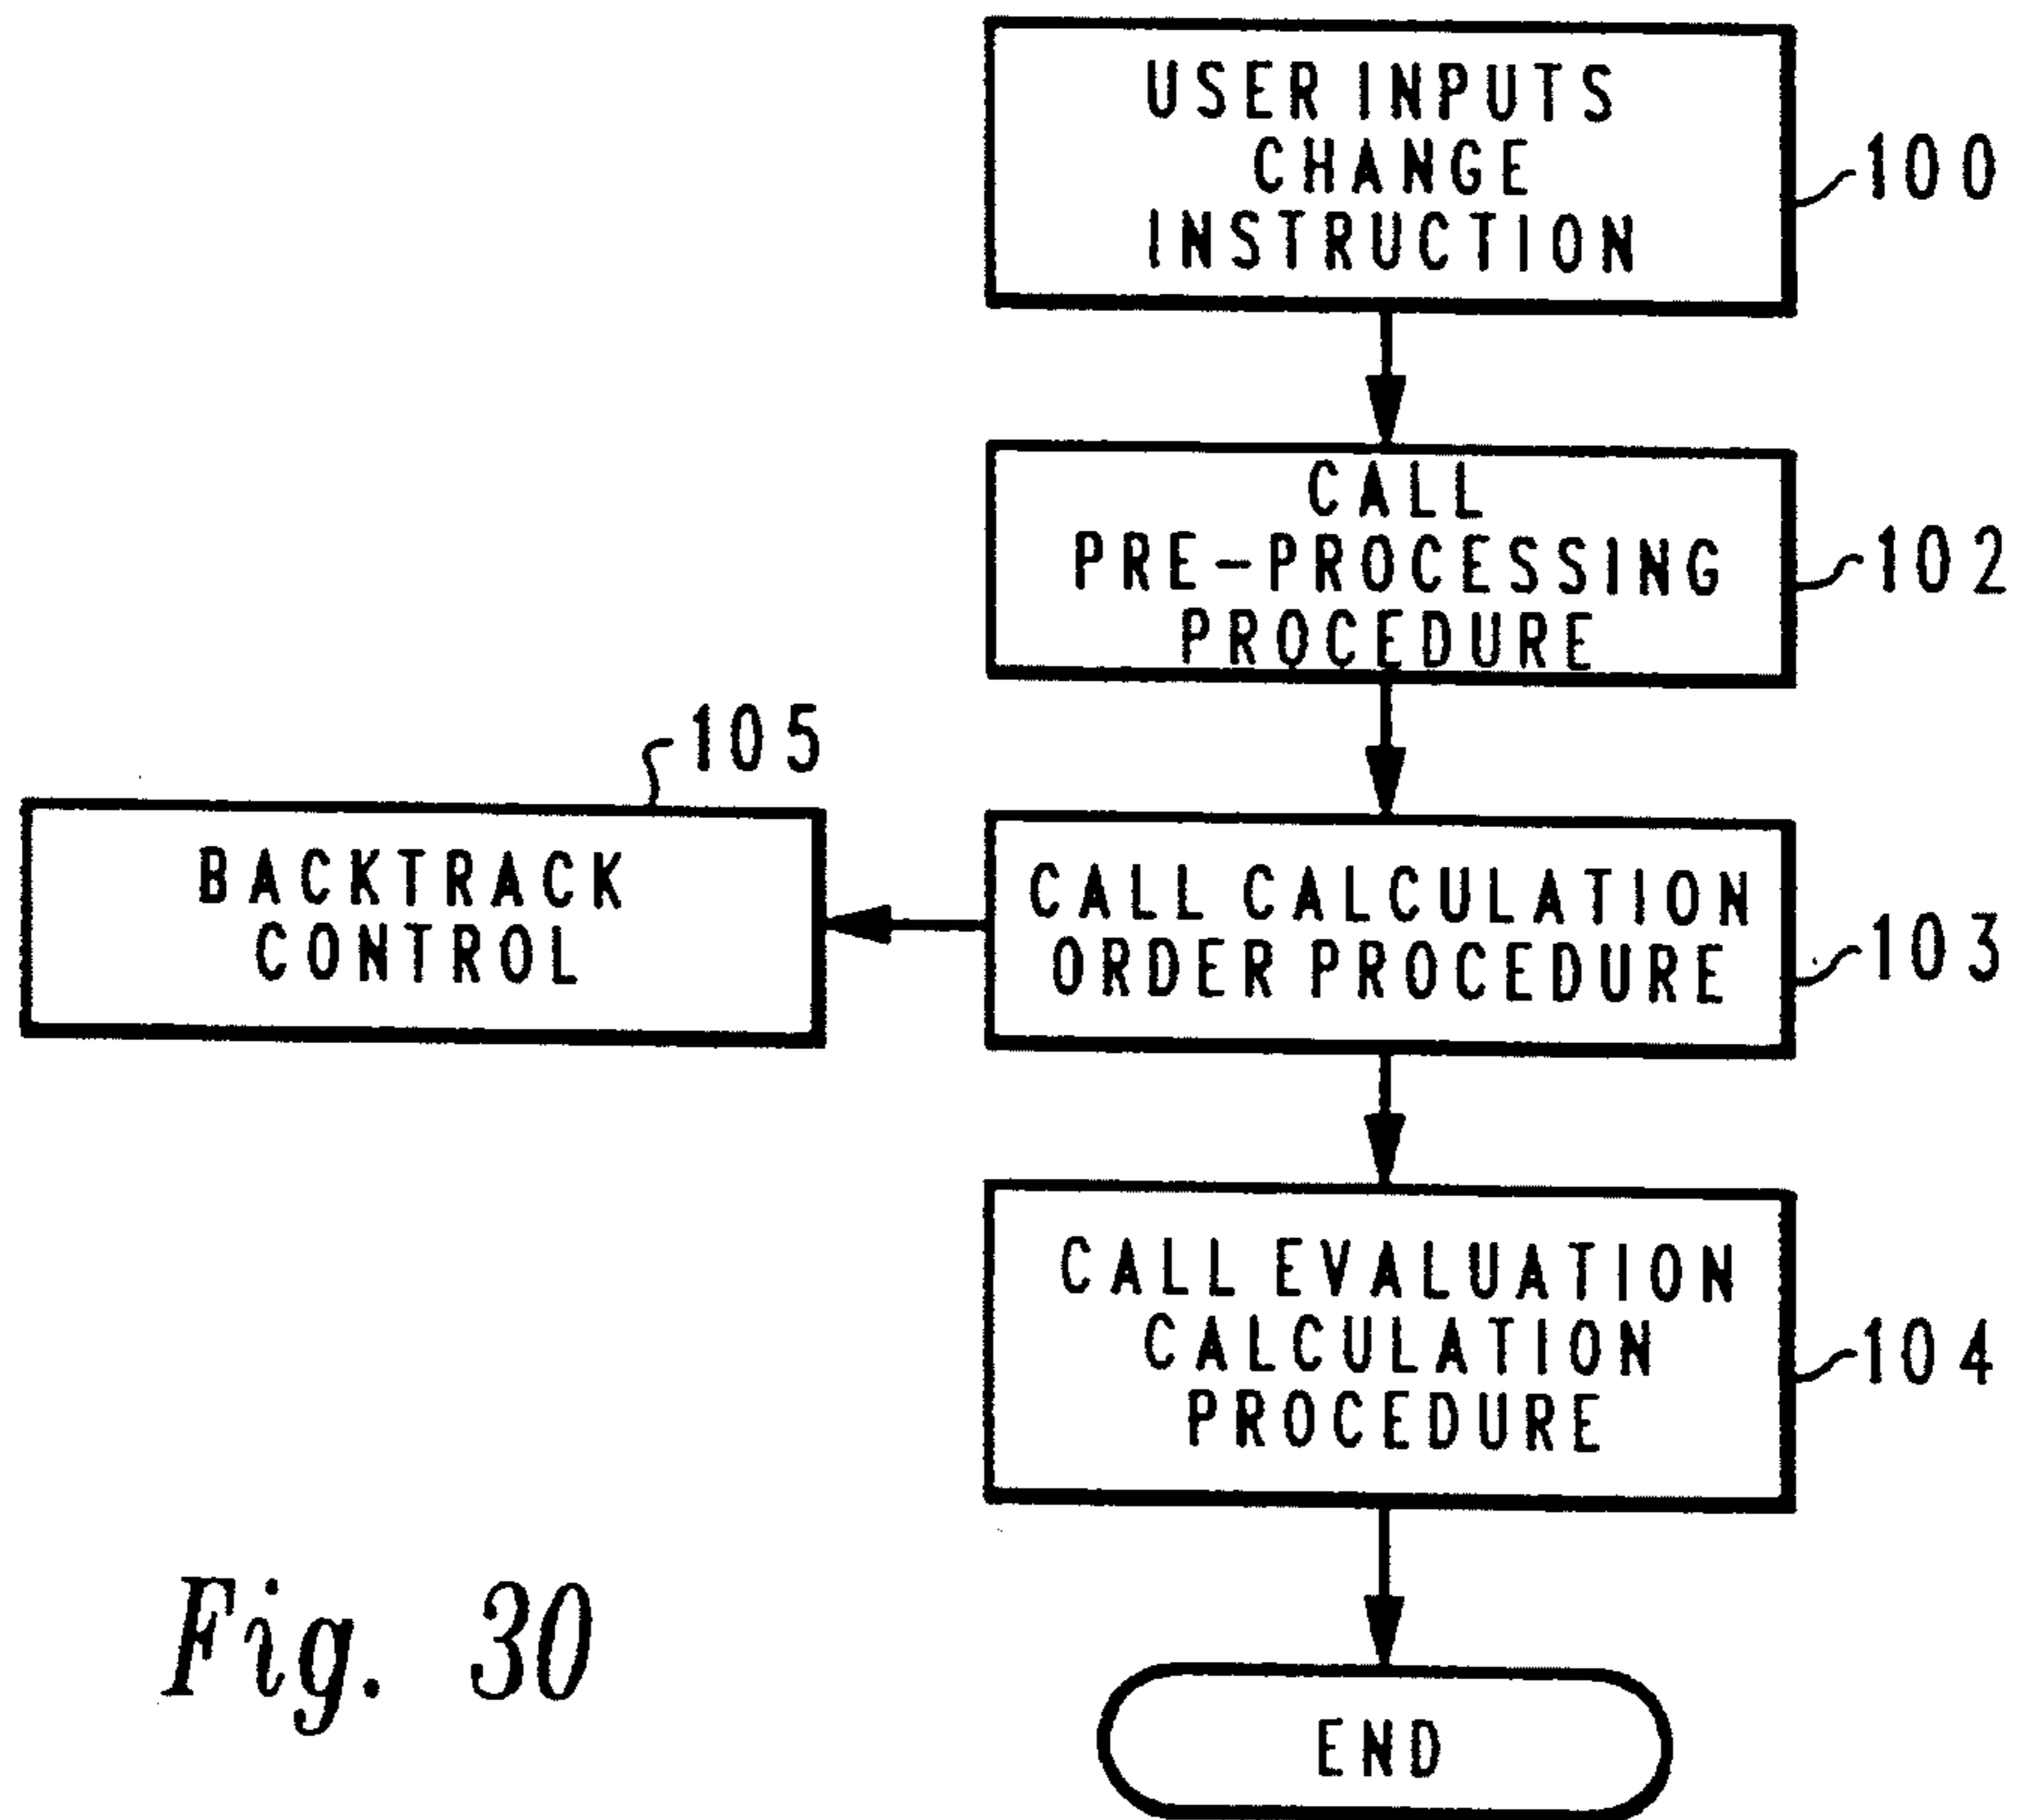 USER INPUTS
CHANGE
INSTRUCTION
100
CALL
PRE-PROCESSING
PROCEDURE
102
105
BACKTRACK
CONTROL
CALL CALCULATION
ORDER PROCEDURE
103
CALL EVALUATION
CALCULATION
PROCEDURE
104
Fig. 30
END